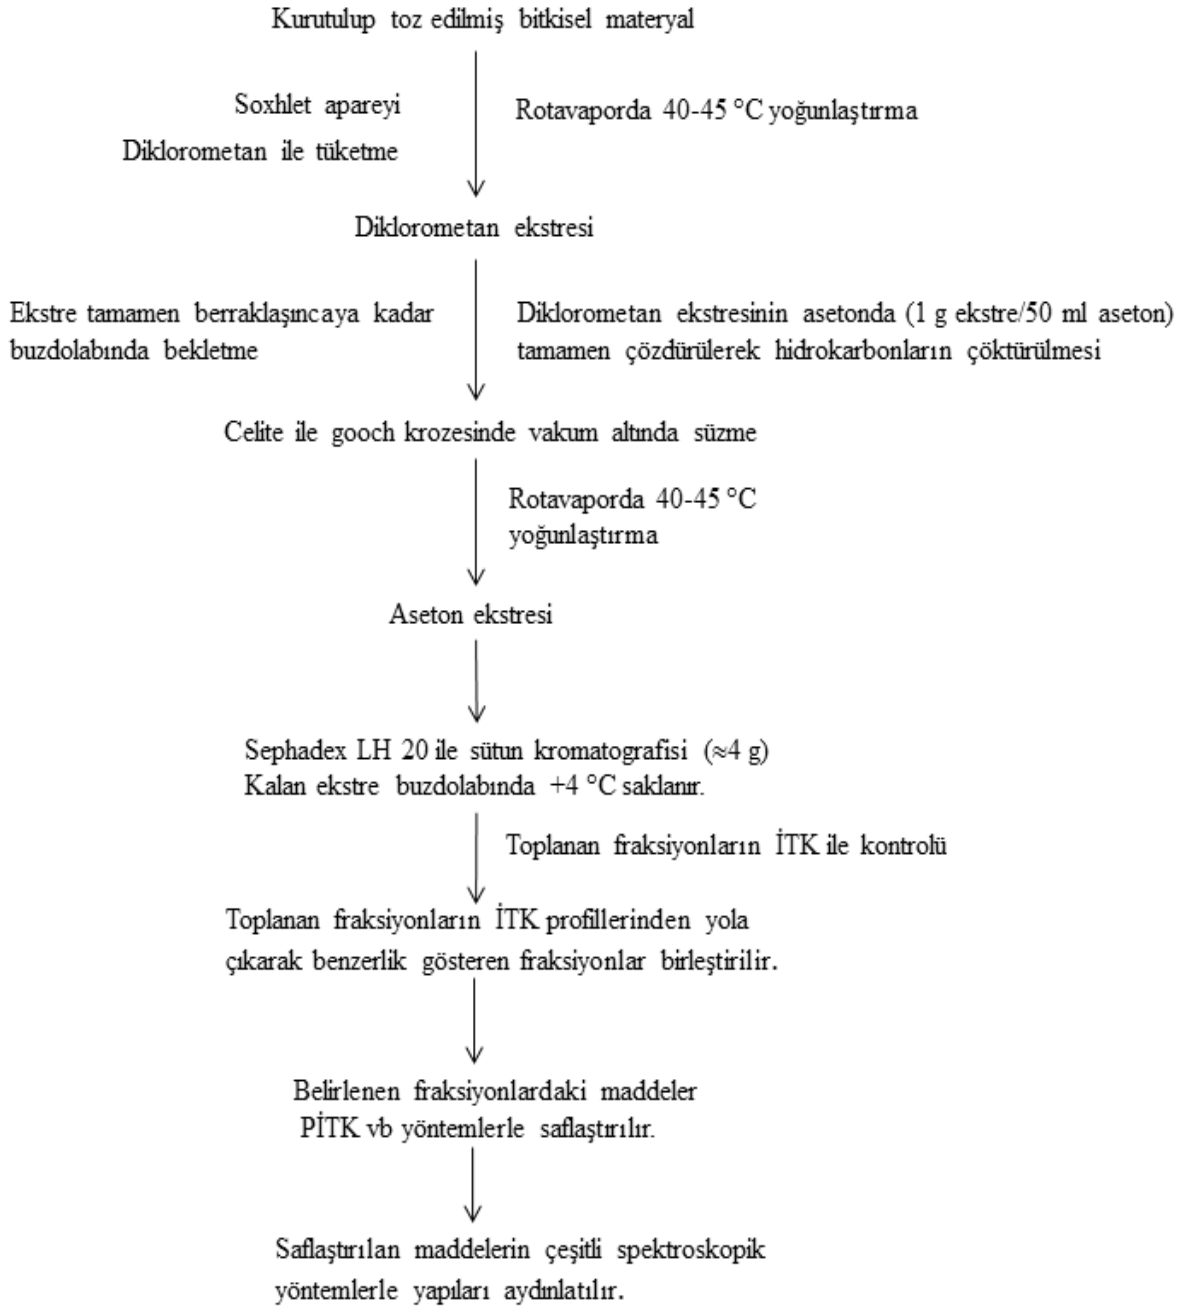 Kurutulup toz edilmiş bitkisel materyal
Soxhlet apareyi
Diklorometan ile tüketme
Rotavaporda 40-45 °C yoğunlaştırma
Diklorometan ekstresi
Ekstre tamamen berraklaşıncaya kadar
buzdolabında bekletme
Diklorometan ekstresinin asetonda (1 g ekstre/50 ml aseton)
tamamen çözdürülerek hidrokarbonların çöktürülmesi
Celite ile gooch krozesinde vakum altında süzme
Rotavaporda 40-45 °C
yoğunlaştırma
Aseton ekstresi
Sephadex LH 20 ile sütun kromatografisi (≈4 g)
Kalan ekstre buzdolabında +4 °C saklanır.
Toplanan fraksiyonların İTK ile kontrolü
Toplanan fraksiyonların İTK profillerinden yola
çıkarak benzerlik gösteren fraksiyonlar birleştirilir.
Belirlenen fraksiyonlardaki maddeler
PİTK vb yöntemlerle saflaştırılır.
Saflaştırılan maddelerin çeşitli spektroskopik
yöntemlerle yapıları aydınlatılır.